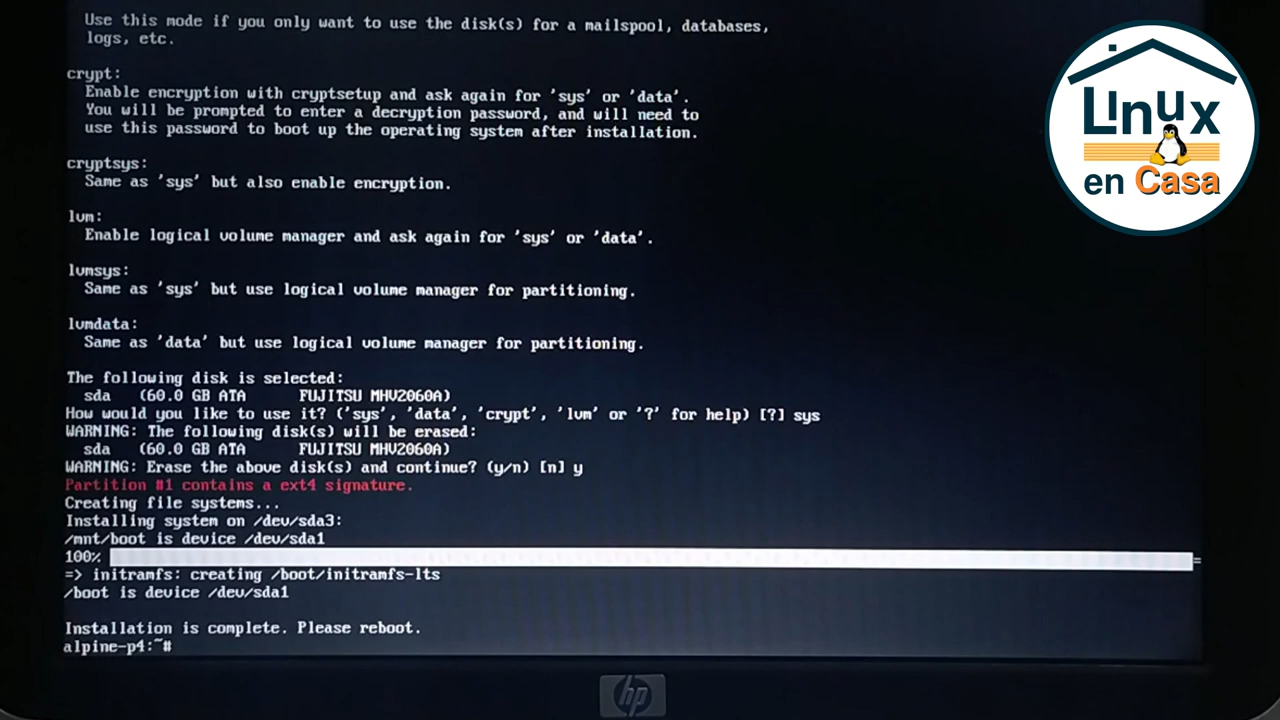 Use this mode if you only want to use the disk(s) for a mailspool, databases,
logs, etc.
crypt:
Enable encryption with cryptsetup and ask again for 'sys' or 'data'.
You will be prompted to enter a decryption password, and will need to
use this password to boot up the operating system after installation.
cryptsys:
Same as 'sys' but also enable encryption.
lvm:
Enable logical volume manager and ask again for 'sys' or 'data'.
lvmsys:
Same as 'sys' but use logical volume manager for partitioning.
lvmdata:
Same as 'data' but use logical volume manager for partitioning.
The following disk is selected:
sda (60.0 GB ATA FUJITSU MHV2060A)
How would you like to use it? ('sys', 'data', 'crypt', 'lvm' or '?' for help) [?] sys
WARNING: The following disk(s) will be erased:
sda (60.0 GB ATA FUJITSU MHV2060A)
WARNING: Erase the above disk(s) and continue? (y/n) [n] y
Partition #1 contains a ext4 signature.
Creating file systems...
Installing system on /dev/sda3:
/mnt/boot is device /dev/sda1
100%
=> initramfs: creating /boot/initramfs-lts
/boot is device /dev/sda1
Installation is complete. Please reboot.
alpine-p4:~#
Linux
en Casa
hp